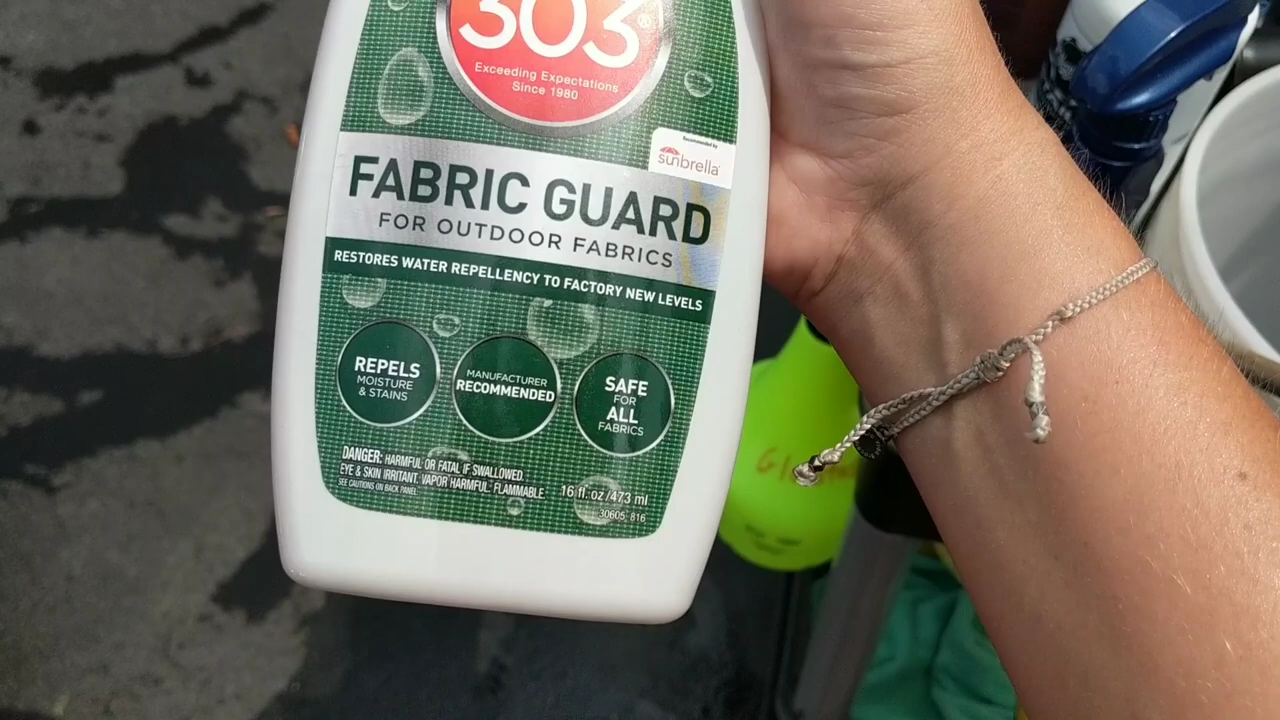 303®
Exceeding Expectations
Since 1980
Recommended by
sunbrella
FABRIC GUARD
FOR OUTDOOR FABRICS
RESTORES WATER REPELLENCY TO FACTORY NEW LEVELS
REPELS
MOISTURE
& STAINS
MANUFACTURER
RECOMMENDED
SAFE
FOR
ALL
FABRICS
DANGER: HARMFUL OR FATAL IF SWALLOWED.
EYE & SKIN IRRITANT. VAPOR HARMFUL. FLAMMABLE.
SEE CAUTIONS ON BACK PANEL.
16 fl. oz/473 ml
30605 816